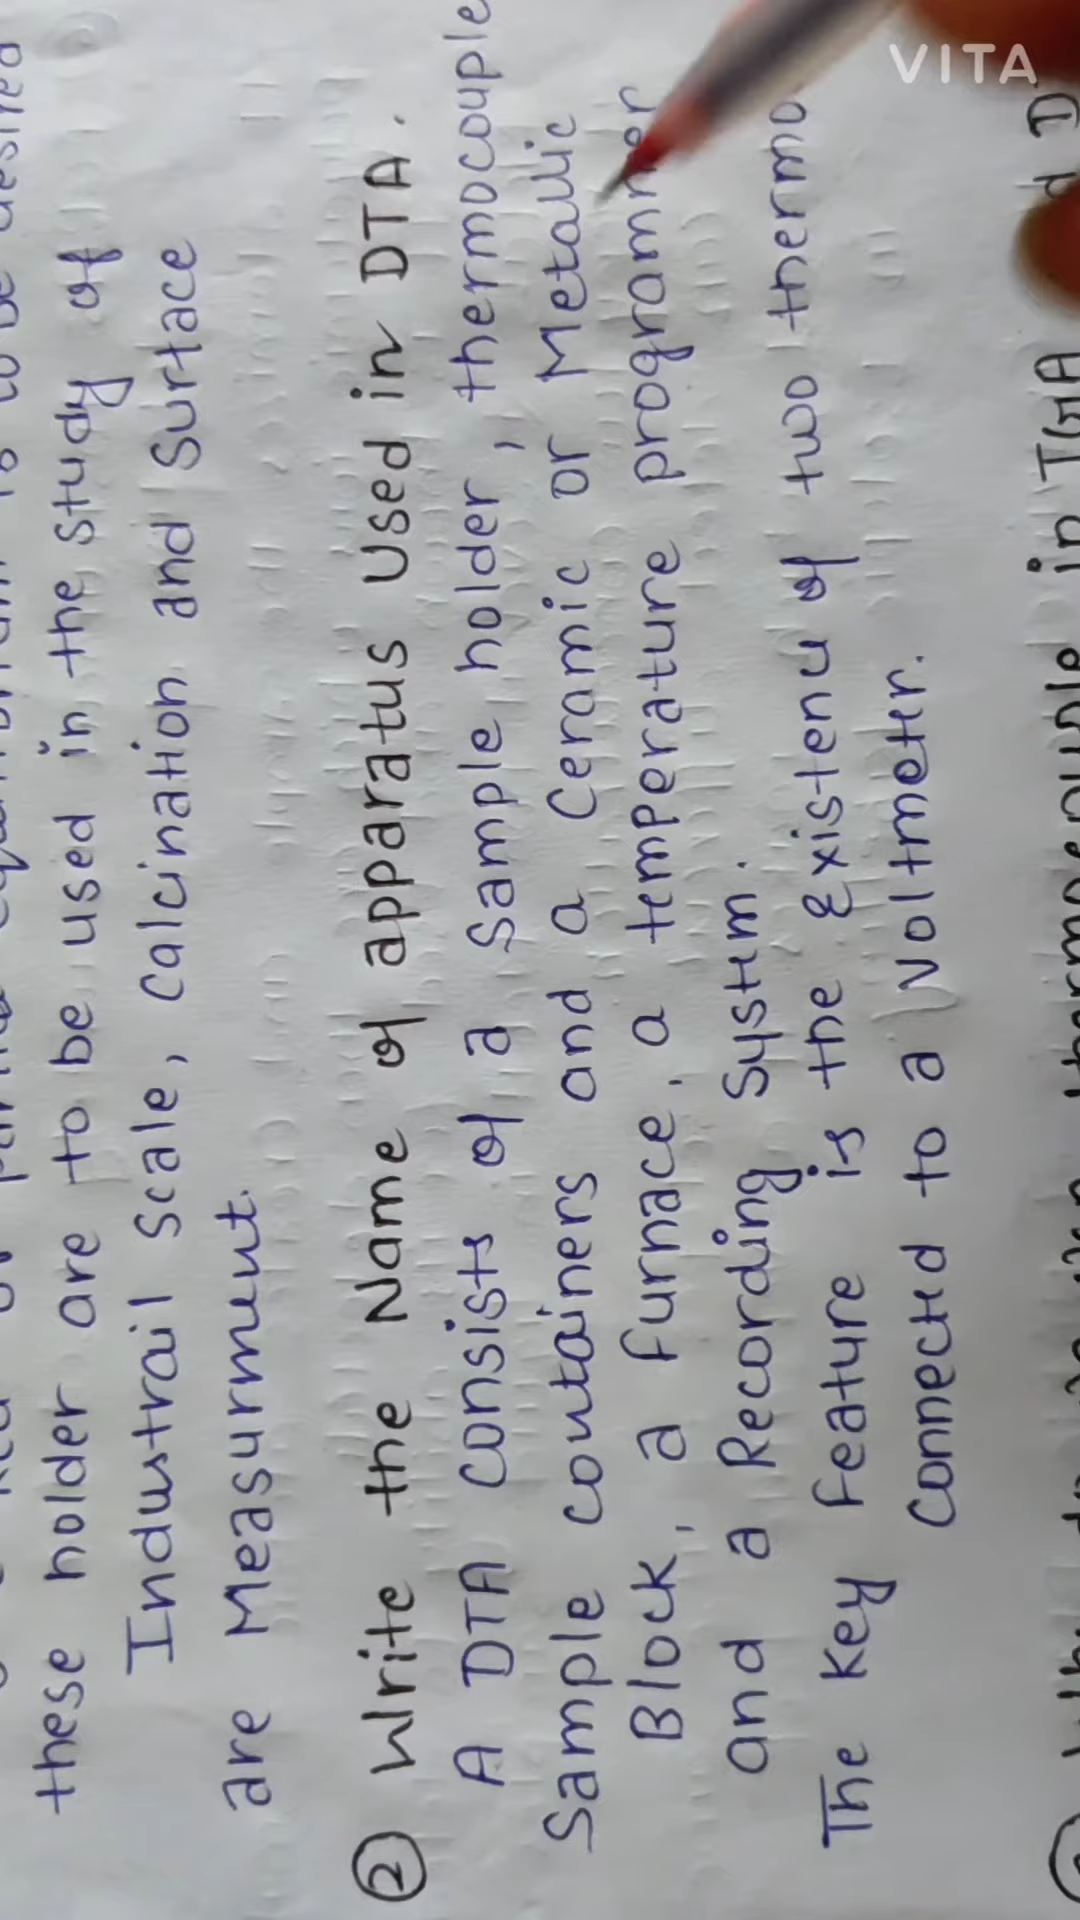 these holder are to be used in the study of
Industrail scale, calcination and surface
are Measurment.
② Write the Name of apparatus used in DTA.
A DTA consists of a sample holder, thermocouple
Sample containers and a Ceramic or Metallic
Block, a furnace, a temperature programmer
and a Recording System.
The key feature is the existenu of two thermo
connected to a Voltmeter.
in TGA
VITA